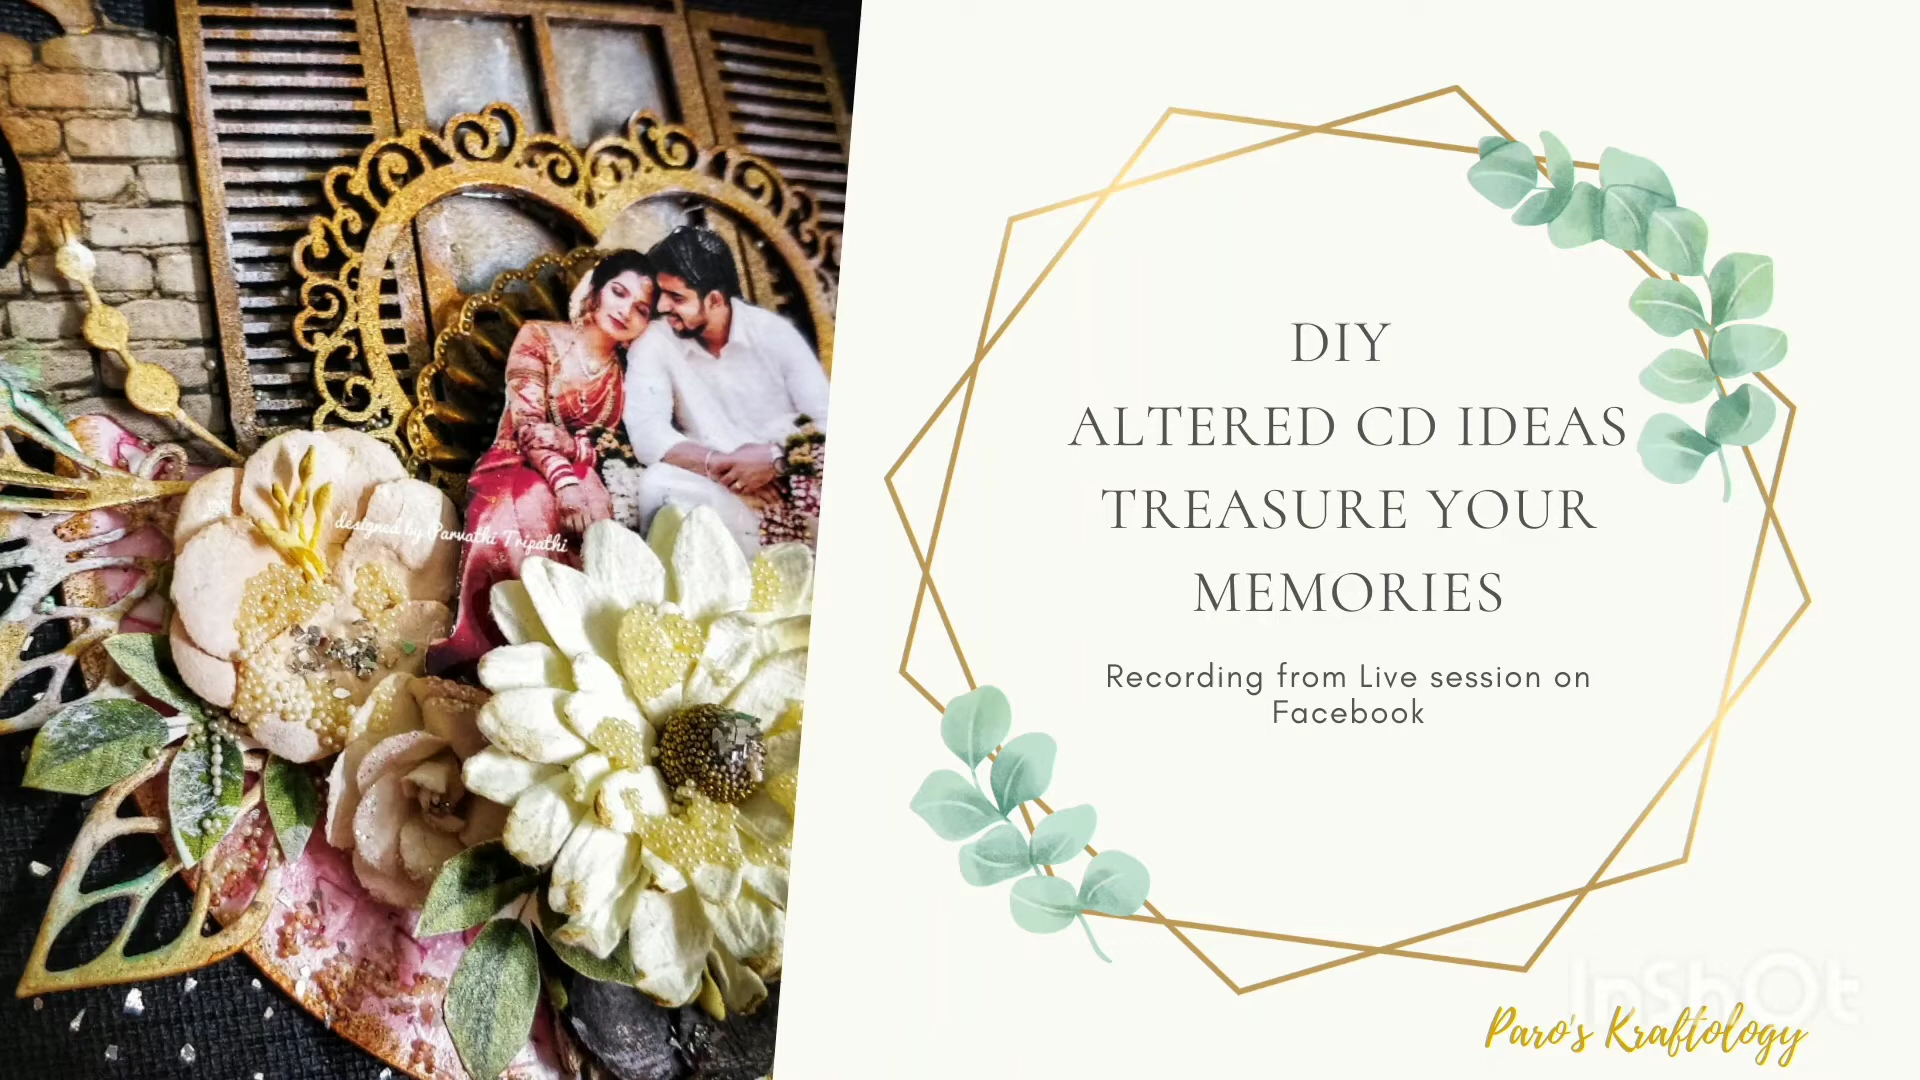 designed by Parvathi Tripathi
DIY
ALTERED CD IDEAS
TREASURE YOUR
MEMORIES
Recording from Live session on
Facebook
InShOt
Paro's Kraftology